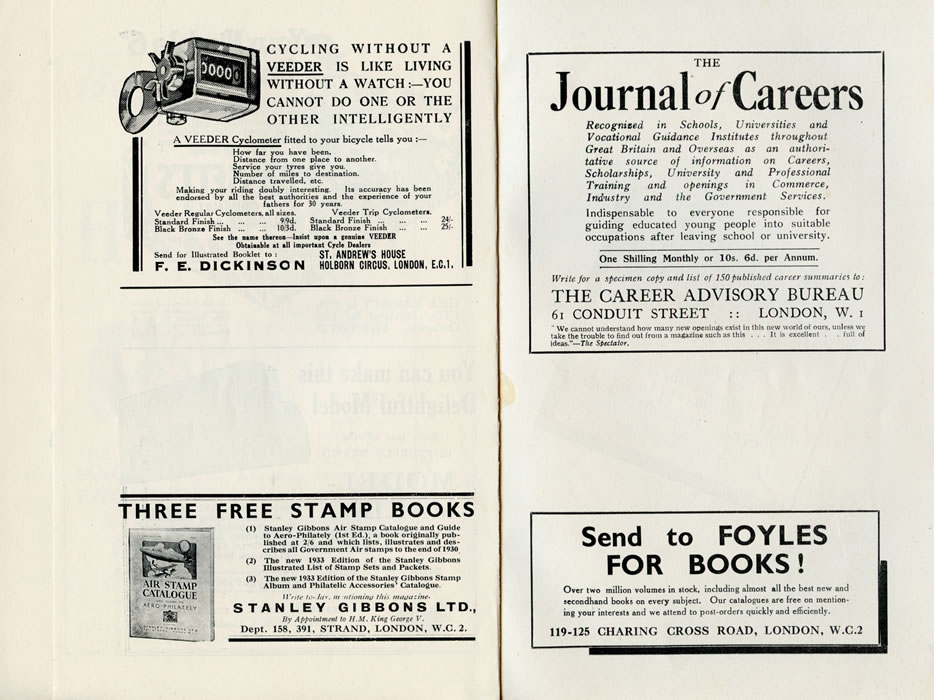 CYCLING WITHOUT A
VEEDER IS LIKE LIVING
WITHOUT A WATCH :—YOU
CANNOT DO ONE OR THE
OTHER INTELLIGENTLY
A VEEDER Cyclometer fitted to your bicycle tells you :—
How far you have been.
Distance from one place to another.
Service your tyres give you.
Number of miles to destination.
Distance travelled, etc.
Making your riding doubly interesting. Its accuracy has been
endorsed by all the best authorities and the experience of your
fathers for 30 years.
Veeder Regular Cyclometers, all sizes. Veeder Trip Cyclometers.
Standard Finish ... ... ... 9/9d. Standard Finish ... ... ... 24/-
Black Bronze Finish ... ... 10/3d. Black Bronze Finish ... ... 25/-
See the name thereon—Insist upon a genuine VEEDER
Obtainable at all important Cycle Dealers
Send for Illustrated Booklet to : ST. ANDREW'S HOUSE
F. E. DICKINSON HOLBORN CIRCUS, LONDON, E.C.1.
THREE FREE STAMP BOOKS
AIR STAMP
CATALOGUE
AERO-PHILATELY
(1) Stanley Gibbons Air Stamp Catalogue and Guide
to Aero-Philately (1st Ed.), a book originally pub-
lished at 2/6 and which lists, illustrates and des-
cribes all Government Air stamps to the end of 1930
(2) The new 1933 Edition of the Stanley Gibbons
Illustrated List of Stamp Sets and Packets.
(3) The new 1933 Edition of the Stanley Gibbons Stamp
Album and Philatelic Accessories' Catalogue.
Write to-day, mentioning this magazine.
STANLEY GIBBONS LTD.,
By Appointment to H.M. King George V.
Dept. 158, 391, STRAND, LONDON, W.C. 2.
THE
Journal of Careers
Recognised in Schools, Universities and
Vocational Guidance Institutes throughout
Great Britain and Overseas as an authori-
tative source of information on Careers,
Scholarships, University and Professional
Training and openings in Commerce,
Industry and the Government Services.
Indispensable to everyone responsible for
guiding educated young people into suitable
occupations after leaving school or university.
One Shilling Monthly or 10s. 6d. per Annum.
Write for a specimen copy and list of 150 published career summaries to :
THE CAREER ADVISORY BUREAU
61 CONDUIT STREET :: LONDON, W. 1
" We cannot understand how many new openings exist in this new world of ours, unless we
take the trouble to find out from a magazine such as this . . . It is excellent . . full of
ideas."—The Spectator.
Send to FOYLES
FOR BOOKS!
Over two million volumes in stock, including almost all the best new and
secondhand books on every subject. Our catalogues are free on mention-
ing your interests and we attend to post-orders quickly and efficiently.
119-125 CHARING CROSS ROAD, LONDON, W.C.2